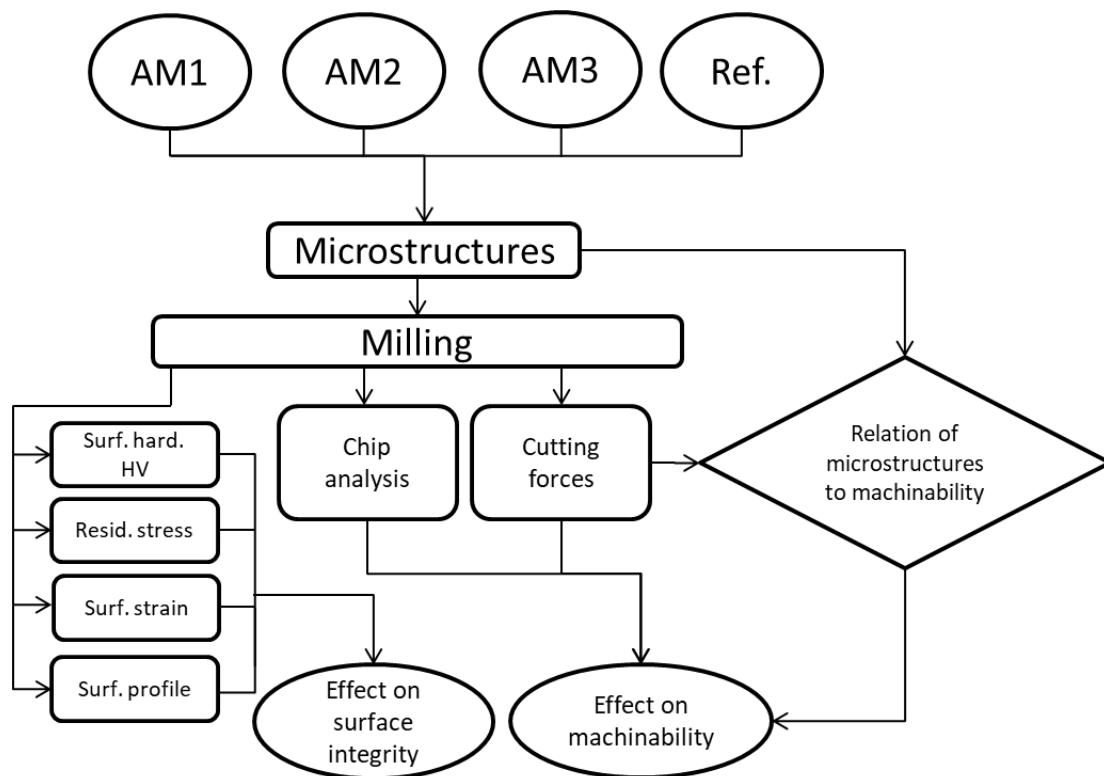 AM1
AM2
AM3
Ref.
Microstructures
Milling
Surf. hard.
HV
Resid. stress
Surf. strain
Surf. profile
Chip
analysis
Cutting
forces
Relation of
microstructures
to machinability
Effect on
surface
integrity
Effect on
machinability